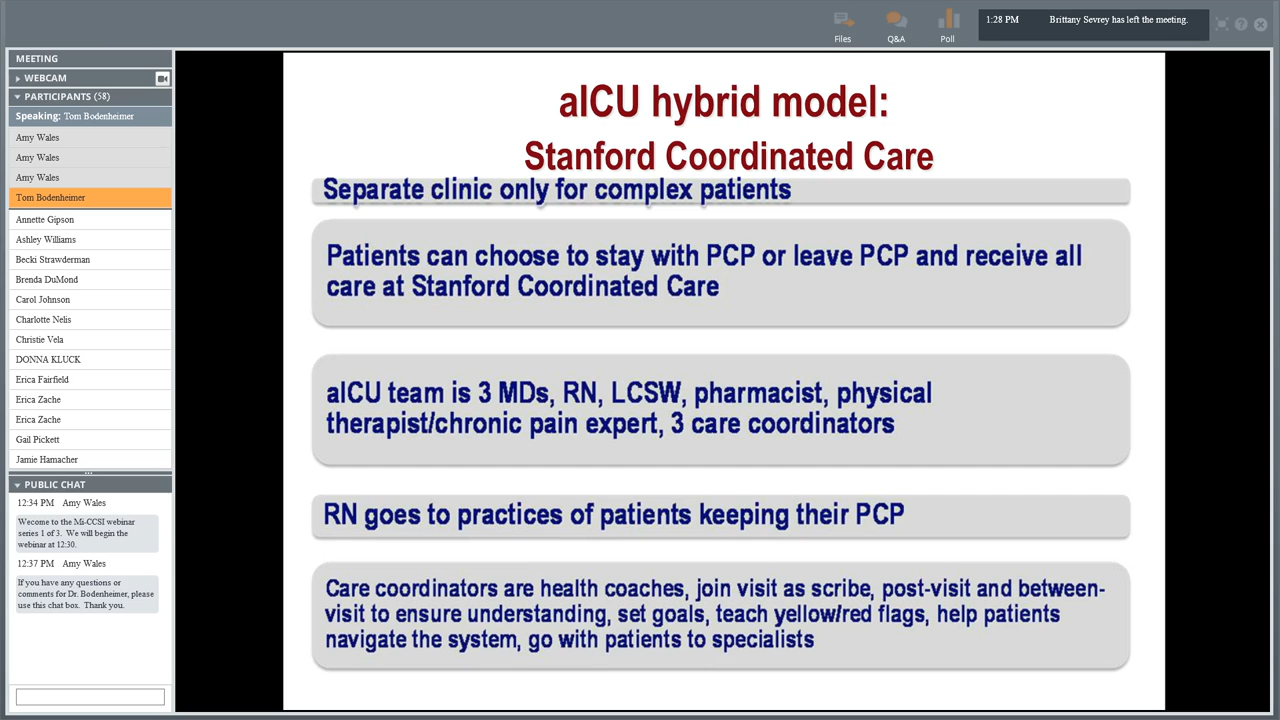 Files
Q&A
Poll
1:28 PM Brittany Sevrey has left the meeting.
MEETING
WEBCAM
PARTICIPANTS (58)
Speaking: Tom Bodenheimer
Amy Wales
Amy Wales
Amy Wales
Tom Bodenheimer
Annette Gipson
Ashley Williams
Becki Strawderman
Brenda DuMond
Carol Johnson
Charlotte Nelis
Christie Vela
DONNA KLUCK
Erica Fairfield
Erica Zache
Erica Zache
Gail Pickett
Jamie Hamacher
PUBLIC CHAT
12:34 PM Amy Wales
Wecome to the Mi-CCSI webinar
series 1 of 3. We will begin the
webinar at 12:30.
12:37 PM Amy Wales
If you have any questions or
comments for Dr. Bodenheimer, please
use this chat box. Thank you.
aICU hybrid model:
Stanford Coordinated Care
Separate clinic only for complex patients
Patients can choose to stay with PCP or leave PCP and receive all
care at Stanford Coordinated Care
aICU team is 3 MDs, RN, LCSW, pharmacist, physical
therapist/chronic pain expert, 3 care coordinators
RN goes to practices of patients keeping their PCP
Care coordinators are health coaches, join visit as scribe, post-visit and between-
visit to ensure understanding, set goals, teach yellow/red flags, help patients
navigate the system, go with patients to specialists